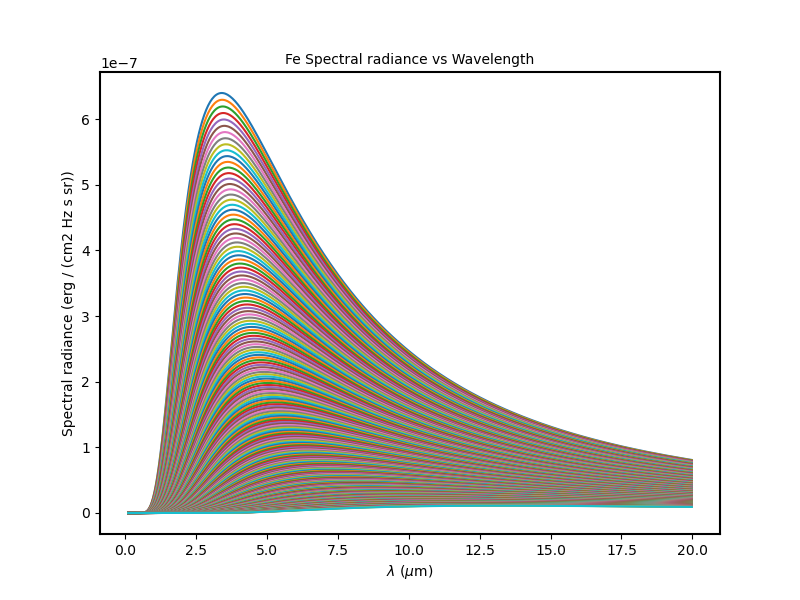 Fe Spectral radiance vs Wavelength
1e−7
6
5
4
3
2
1
0
Spectral radiance (erg / (cm2 Hz s sr))
0.0 2.5 5.0 7.5 10.0 12.5 15.0 17.5 20.0
λ (μm)